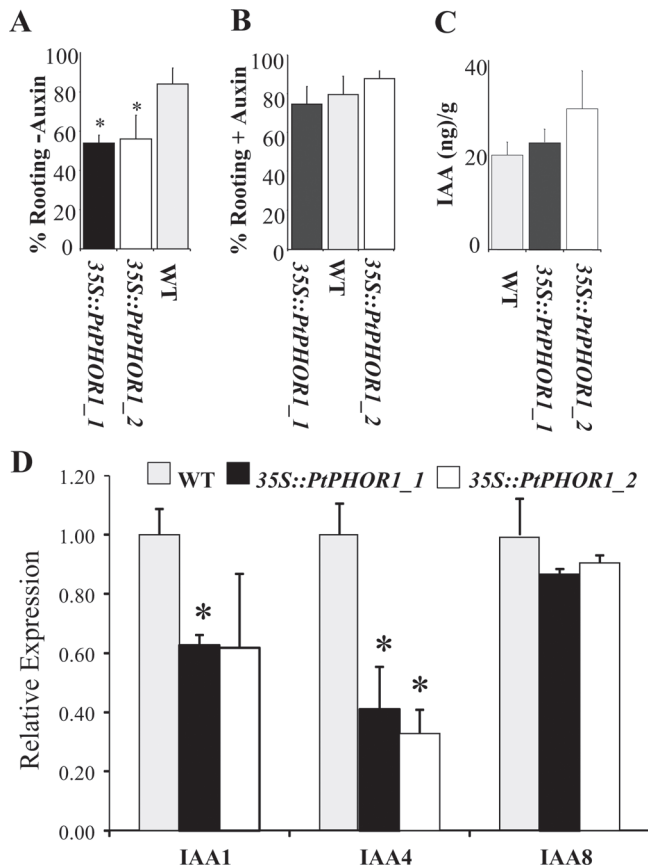 A
% Rooting -Auxin
100
80
60
40
20
0
*
*
35S::PtPHOR1_1
35S::PtPHOR1_2
WT
B
% Rooting + Auxin
100
80
60
40
20
0
35S::PtPHOR1_1
WT
35S::PtPHOR1_2
C
IAA (ng)/g
40
20
0
WT
35S::PtPHOR1_1
35S::PtPHOR1_2
D
WT 35S::PtPHOR1_1 35S::PtPHOR1_2
Relative Expression
1.20
1.00
0.80
0.60
0.40
0.20
0.00
*
*
*
IAA1 IAA4 IAA8